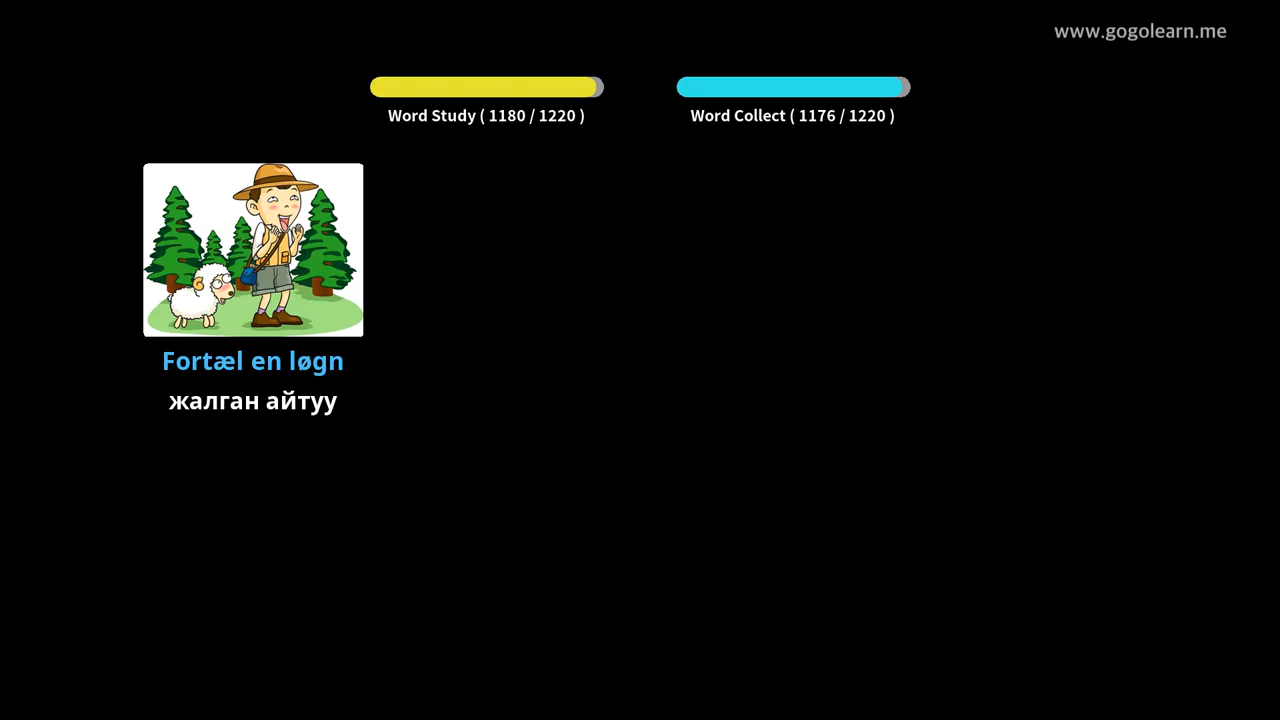 www.gogolearn.me
Word Study ( 1180 / 1220 )
Word Collect ( 1176 / 1220 )
Fortæl en løgn
жалган айтуу